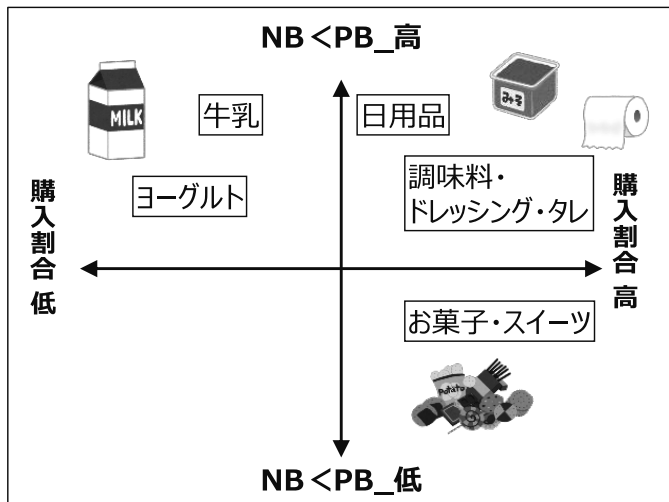 NB＜PB_高
MILK
牛乳
日用品
みそ
ヨーグルト
調味料・
ドレッシング・タレ
購入割合 低
購入割合 高
お菓子・スイーツ
Potato
NB＜PB_低